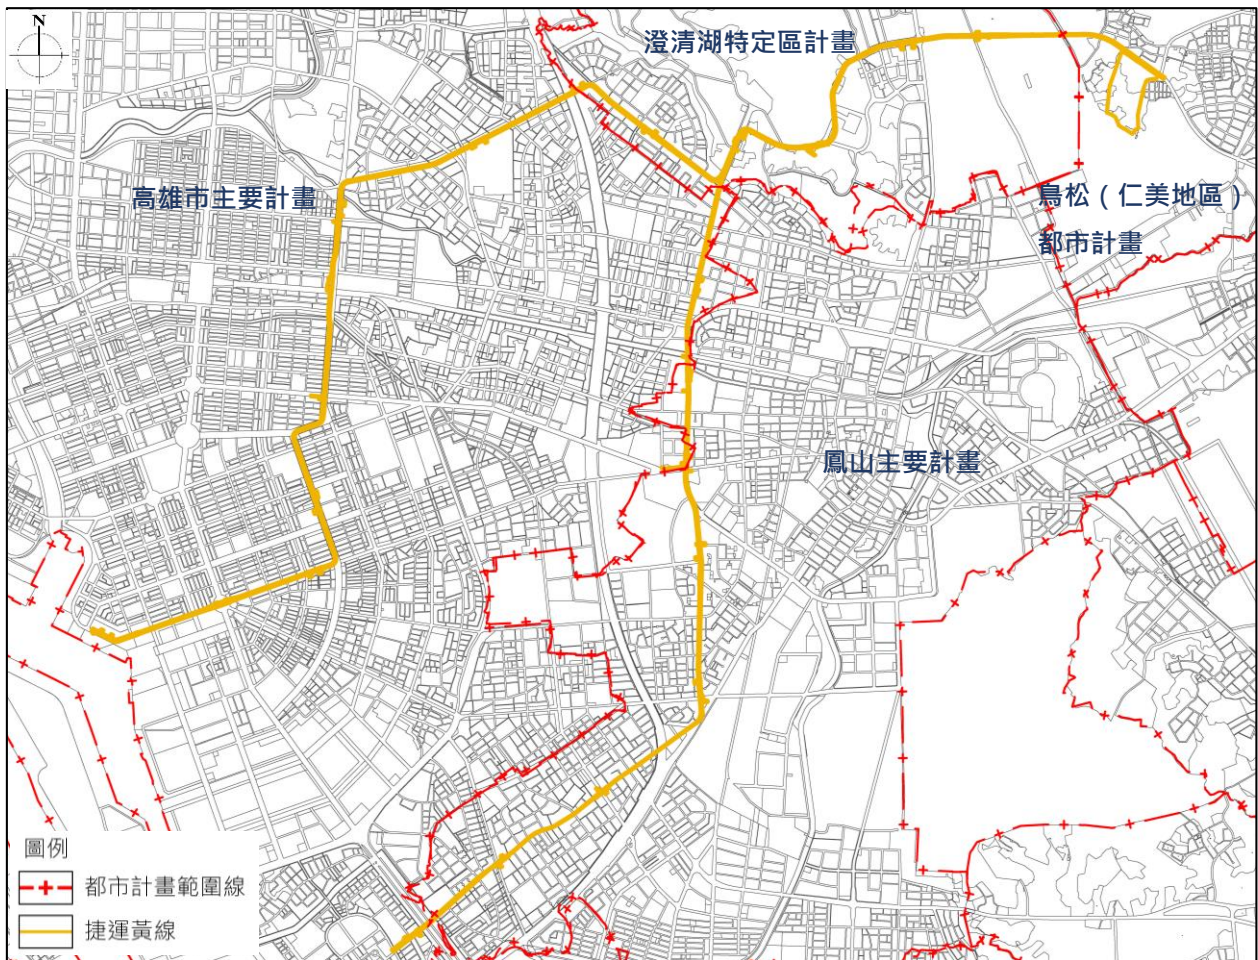 N
澄清湖特定區計畫
高雄市主要計畫
鳥松（仁美地區）
都市計畫
鳳山主要計畫
圖例
都市計畫範圍線
捷運黃線